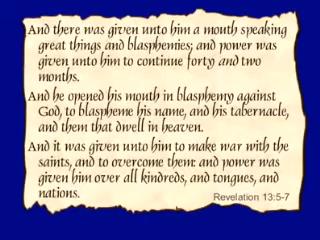 And there was given unto him a mouth speaking
great things and blasphemies; and power was
given unto him to continue forty and two
months.
And he opened his mouth in blasphemy against
God, to blaspheme his name, and his tabernacle,
and them that dwell in heaven.
And it was given unto him to make war with the
saints, and to overcome them: and power was
given him over all kindreds, and tongues, and
nations.
Revelation 13:5-7